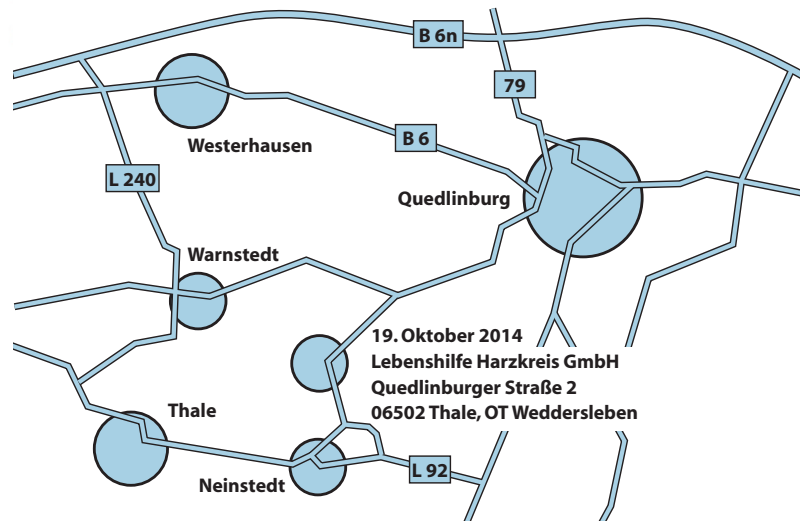 B 6n
79
Westerhausen
B 6
L 240
Quedlinburg
Warnstedt
19. Oktober 2014
Lebenshilfe Harzkreis GmbH
Quedlinburger Straße 2
06502 Thale, OT Weddersleben
Thale
L 92
Neinstedt